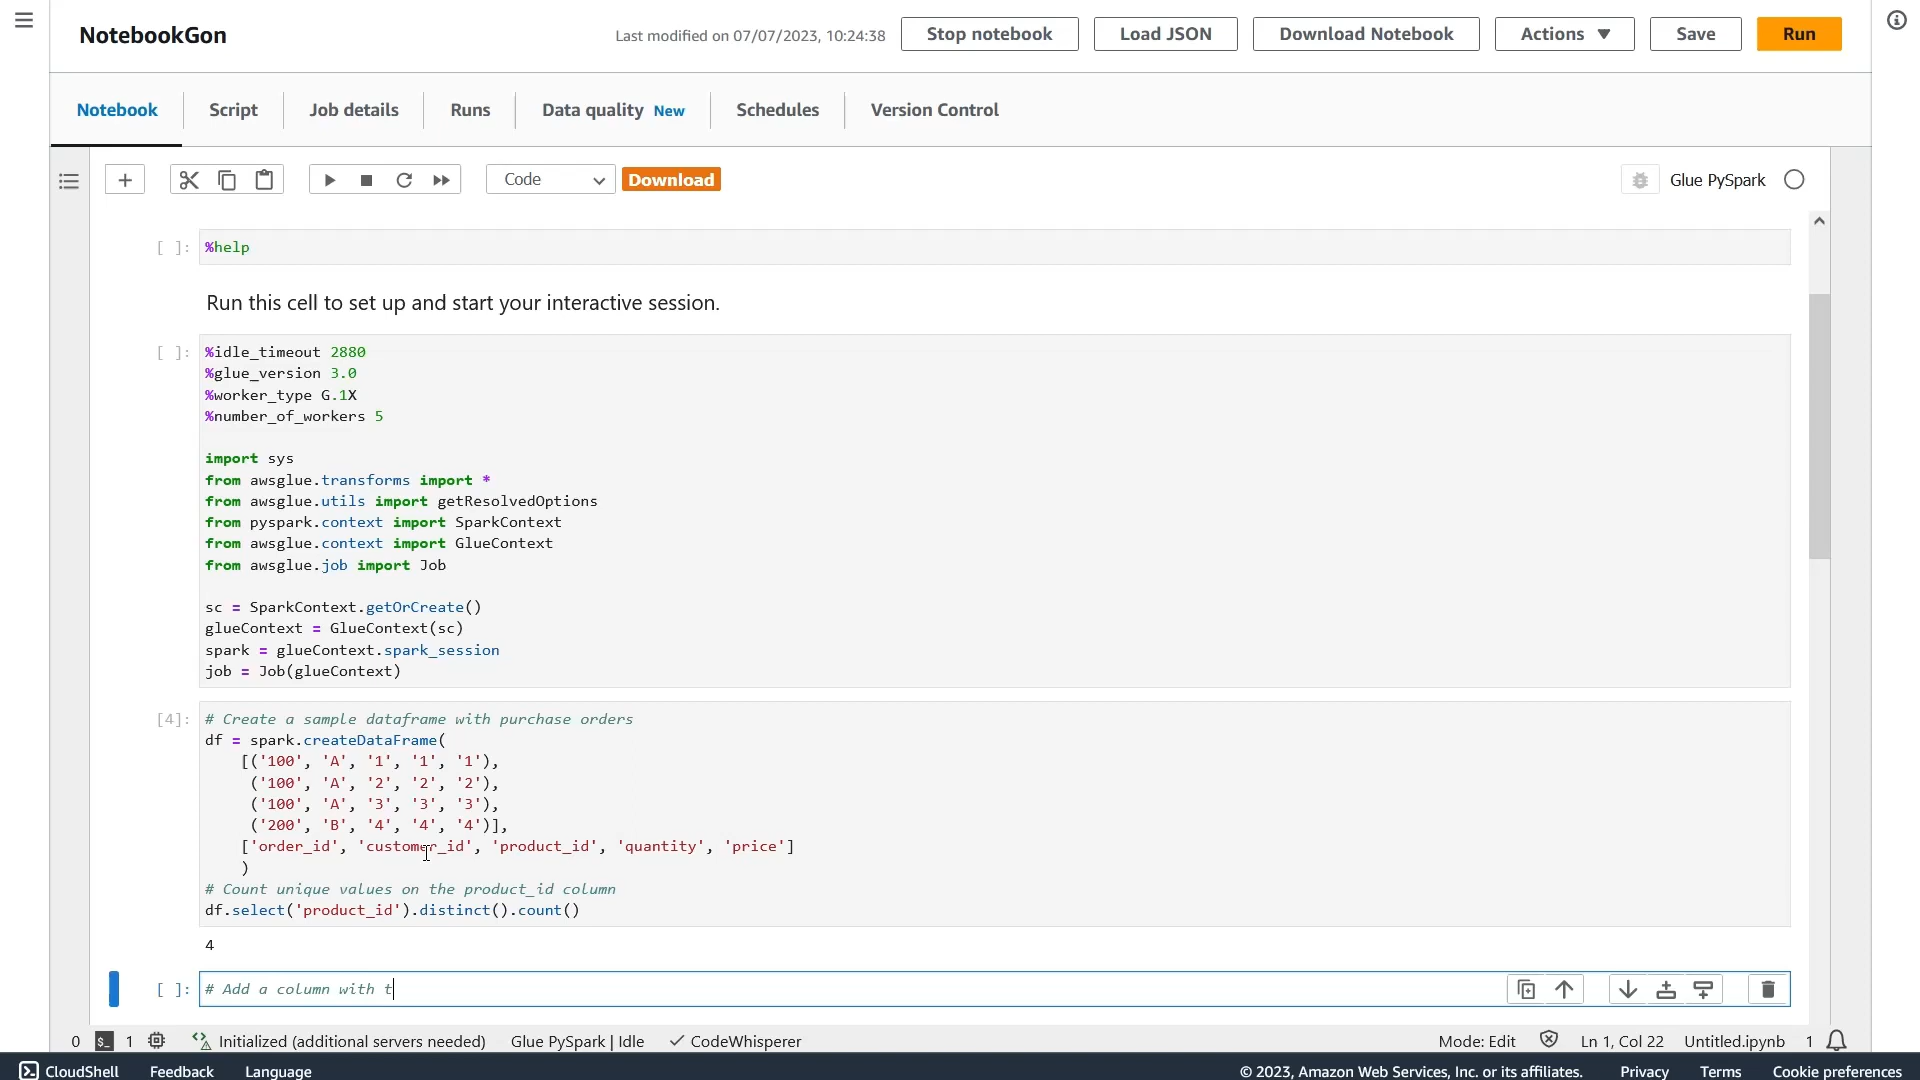 NotebookGon
Last modified on 07/07/2023, 10:24:38
Stop notebook
Load JSON
Download Notebook
Actions
Save
Run
Notebook
Script
Job details
Runs
Data quality New
Schedules
Version Control
Code
Download
Glue PySpark
[ ]: %help
Run this cell to set up and start your interactive session.
[ ]: %idle_timeout 2880
%glue_version 3.0
%worker_type G.1X
%number_of_workers 5
import sys
from awsglue.transforms import *
from awsglue.utils import getResolvedOptions
from pyspark.context import SparkContext
from awsglue.context import GlueContext
from awsglue.job import Job
sc = SparkContext.getOrCreate()
glueContext = GlueContext(sc)
spark = glueContext.spark_session
job = Job(glueContext)
[4]: # Create a sample dataframe with purchase orders
df = spark.createDataFrame(
[('100', 'A', '1', '1', '1'),
('100', 'A', '2', '2', '2'),
('100', 'A', '3', '3', '3'),
('200', 'B', '4', '4', '4')],
['order_id', 'customer_id', 'product_id', 'quantity', 'price']
)
# Count unique values on the product_id column
df.select('product_id').distinct().count()
4
[ ]: # Add a column with t
0 $_ 1 Initialized (additional servers needed) Glue PySpark | Idle ✓ CodeWhisperer Mode: Edit Ln 1, Col 22 Untitled.ipynb 1
CloudShell Feedback Language © 2023, Amazon Web Services, Inc. or its affiliates. Privacy Terms Cookie preferences